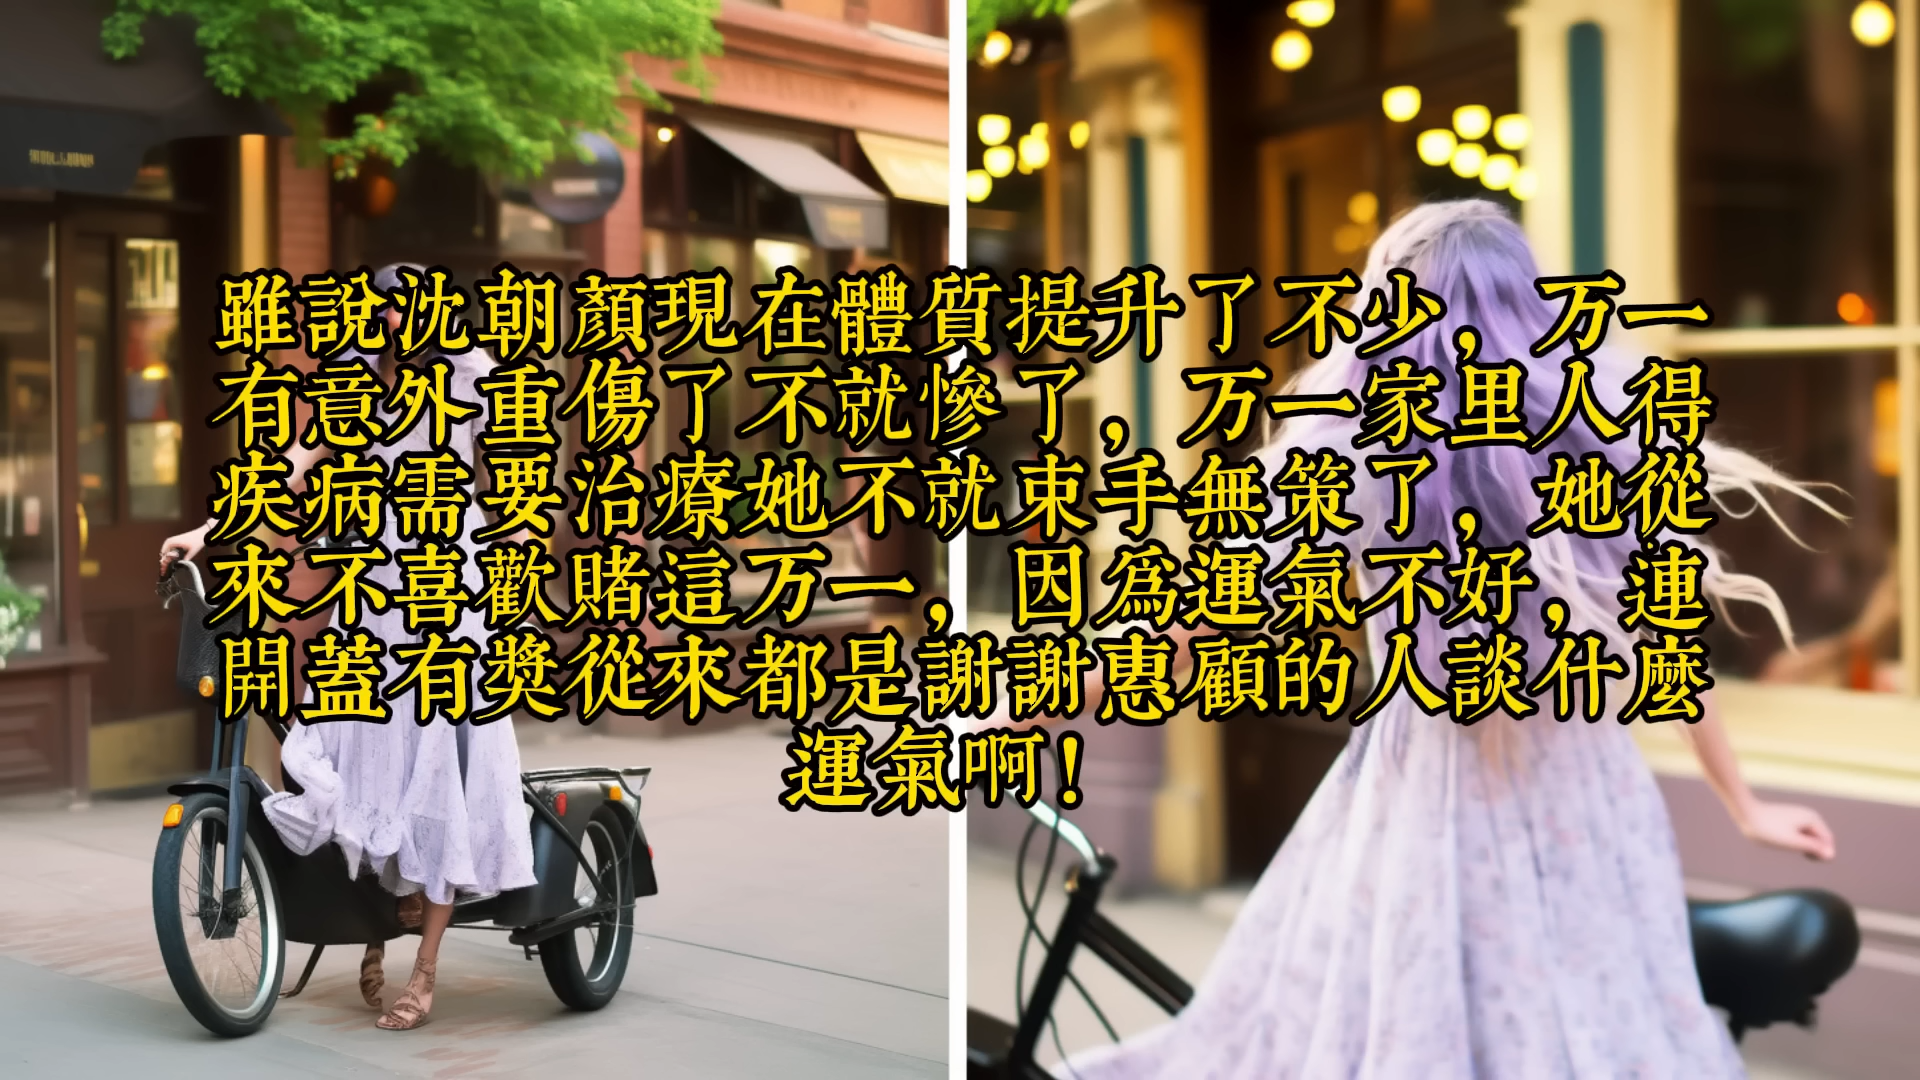 雖說沈朝顏現在體質提升了不少，万一
有意外重傷了不就慘了，万一家里人得
疾病需要治療她不就束手無策了，她從
來不喜歡賭這万一，因為運氣不好，連
開蓋有獎從來都是謝謝惠顧的人談什麼
運氣啊！